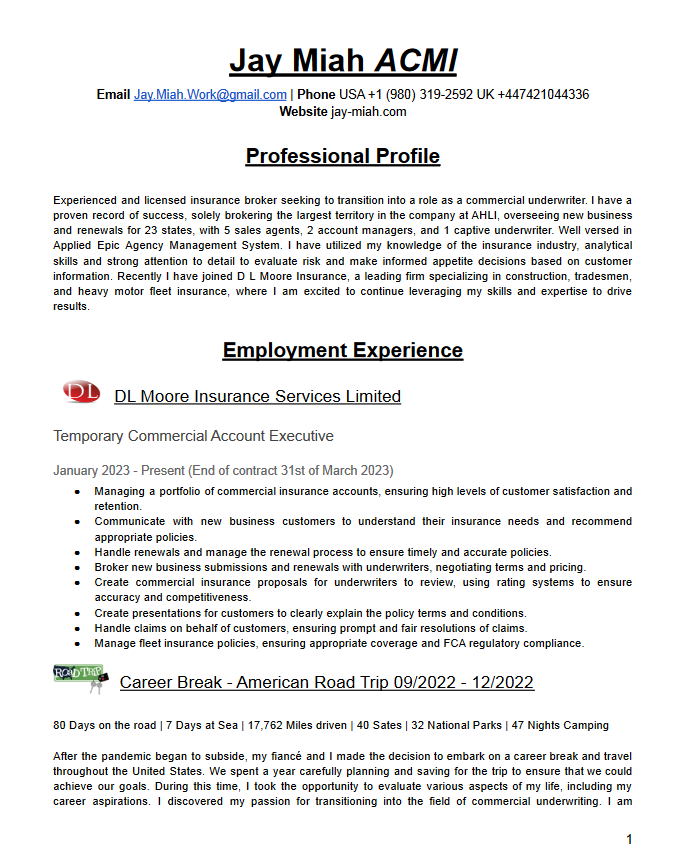 Jay Miah ACMI
Email Jay.Miah.Work@gmail.com | Phone USA +1 (980) 319-2592 UK +447421044336
Website jay-miah.com
Professional Profile
Experienced and licensed insurance broker seeking to transition into a role as a commercial underwriter. I have a
proven record of success, solely brokering the largest territory in the company at AHLI, overseeing new business
and renewals for 23 states, with 5 sales agents, 2 account managers, and 1 captive underwriter. Well versed in
Applied Epic Agency Management System. I have utilized my knowledge of the insurance industry, analytical
skills and strong attention to detail to evaluate risk and make informed appetite decisions based on customer
information. Recently I have joined D L Moore Insurance, a leading firm specializing in construction, tradesmen,
and heavy motor fleet insurance, where I am excited to continue leveraging my skills and expertise to drive
results.
Employment Experience
DL
DL Moore Insurance Services Limited
Temporary Commercial Account Executive
January 2023 - Present (End of contract 31st of March 2023)
● Managing a portfolio of commercial insurance accounts, ensuring high levels of customer satisfaction and
retention.
● Communicate with new business customers to understand their insurance needs and recommend
appropriate policies.
● Handle renewals and manage the renewal process to ensure timely and accurate policies.
● Broker new business submissions and renewals with underwriters, negotiating terms and pricing.
● Create commercial insurance proposals for underwriters to review, using rating systems to ensure
accuracy and competitiveness.
● Create presentations for customers to clearly explain the policy terms and conditions.
● Handle claims on behalf of customers, ensuring prompt and fair resolutions of claims.
● Manage fleet insurance policies, ensuring appropriate coverage and FCA regulatory compliance.
ROAD TRIP
Career Break - American Road Trip 09/2022 - 12/2022
80 Days on the road | 7 Days at Sea | 17,762 Miles driven | 40 Sates | 32 National Parks | 47 Nights Camping
After the pandemic began to subside, my fiancé and I made the decision to embark on a career break and travel
throughout the United States. We spent a year carefully planning and saving for the trip to ensure that we could
achieve our goals. During this time, I took the opportunity to evaluate various aspects of my life, including my
career aspirations. I discovered my passion for transitioning into the field of commercial underwriting. I am
1